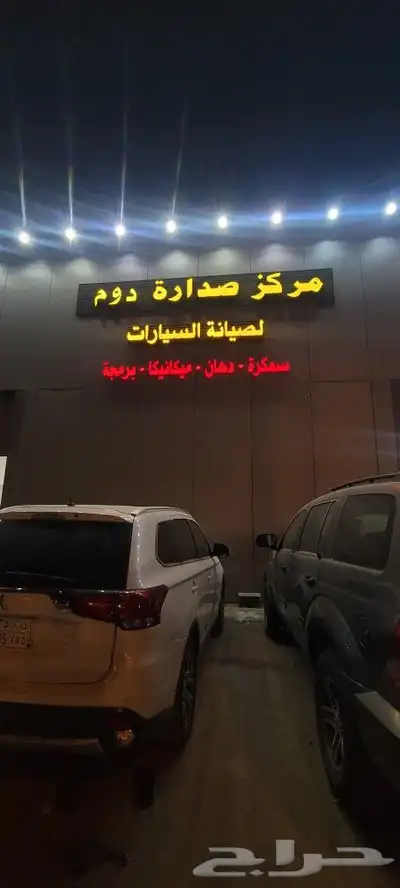 مركز صدارة دوم
لصيانة السيارات
سمكرة - دهان - ميكانيكا - برمجة
حراج